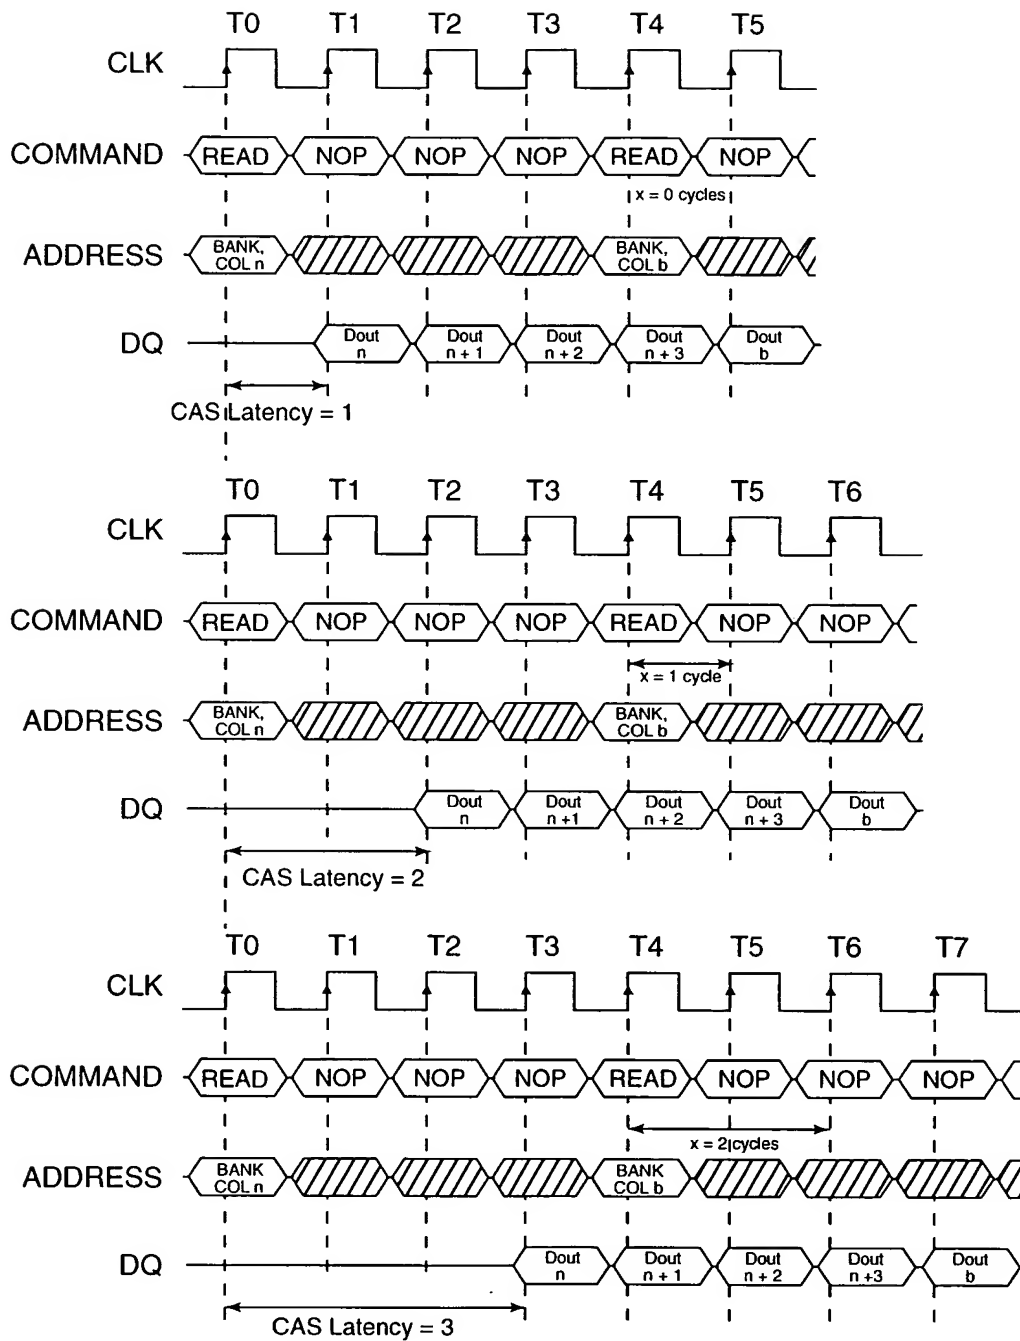 T0 T1 T2 T3 T4 T5
CLK
COMMAND READ NOP NOP NOP READ NOP
x = 0 cycles
ADDRESS BANK, COL n BANK, COL b
DQ Dout n Dout n + 1 Dout n + 2 Dout n + 3 Dout b
CAS Latency = 1
T0 T1 T2 T3 T4 T5 T6
CLK
COMMAND READ NOP NOP NOP READ NOP NOP
x = 1 cycle
ADDRESS BANK, COL n BANK, COL b
DQ Dout n Dout n +1 Dout n + 2 Dout n + 3 Dout b
CAS Latency = 2
T0 T1 T2 T3 T4 T5 T6 T7
CLK
COMMAND READ NOP NOP NOP READ NOP NOP NOP
x = 2 cycles
ADDRESS BANK COL n BANK COL b
DQ Dout n Dout n + 1 Dout n + 2 Dout n +3 Dout b
CAS Latency = 3